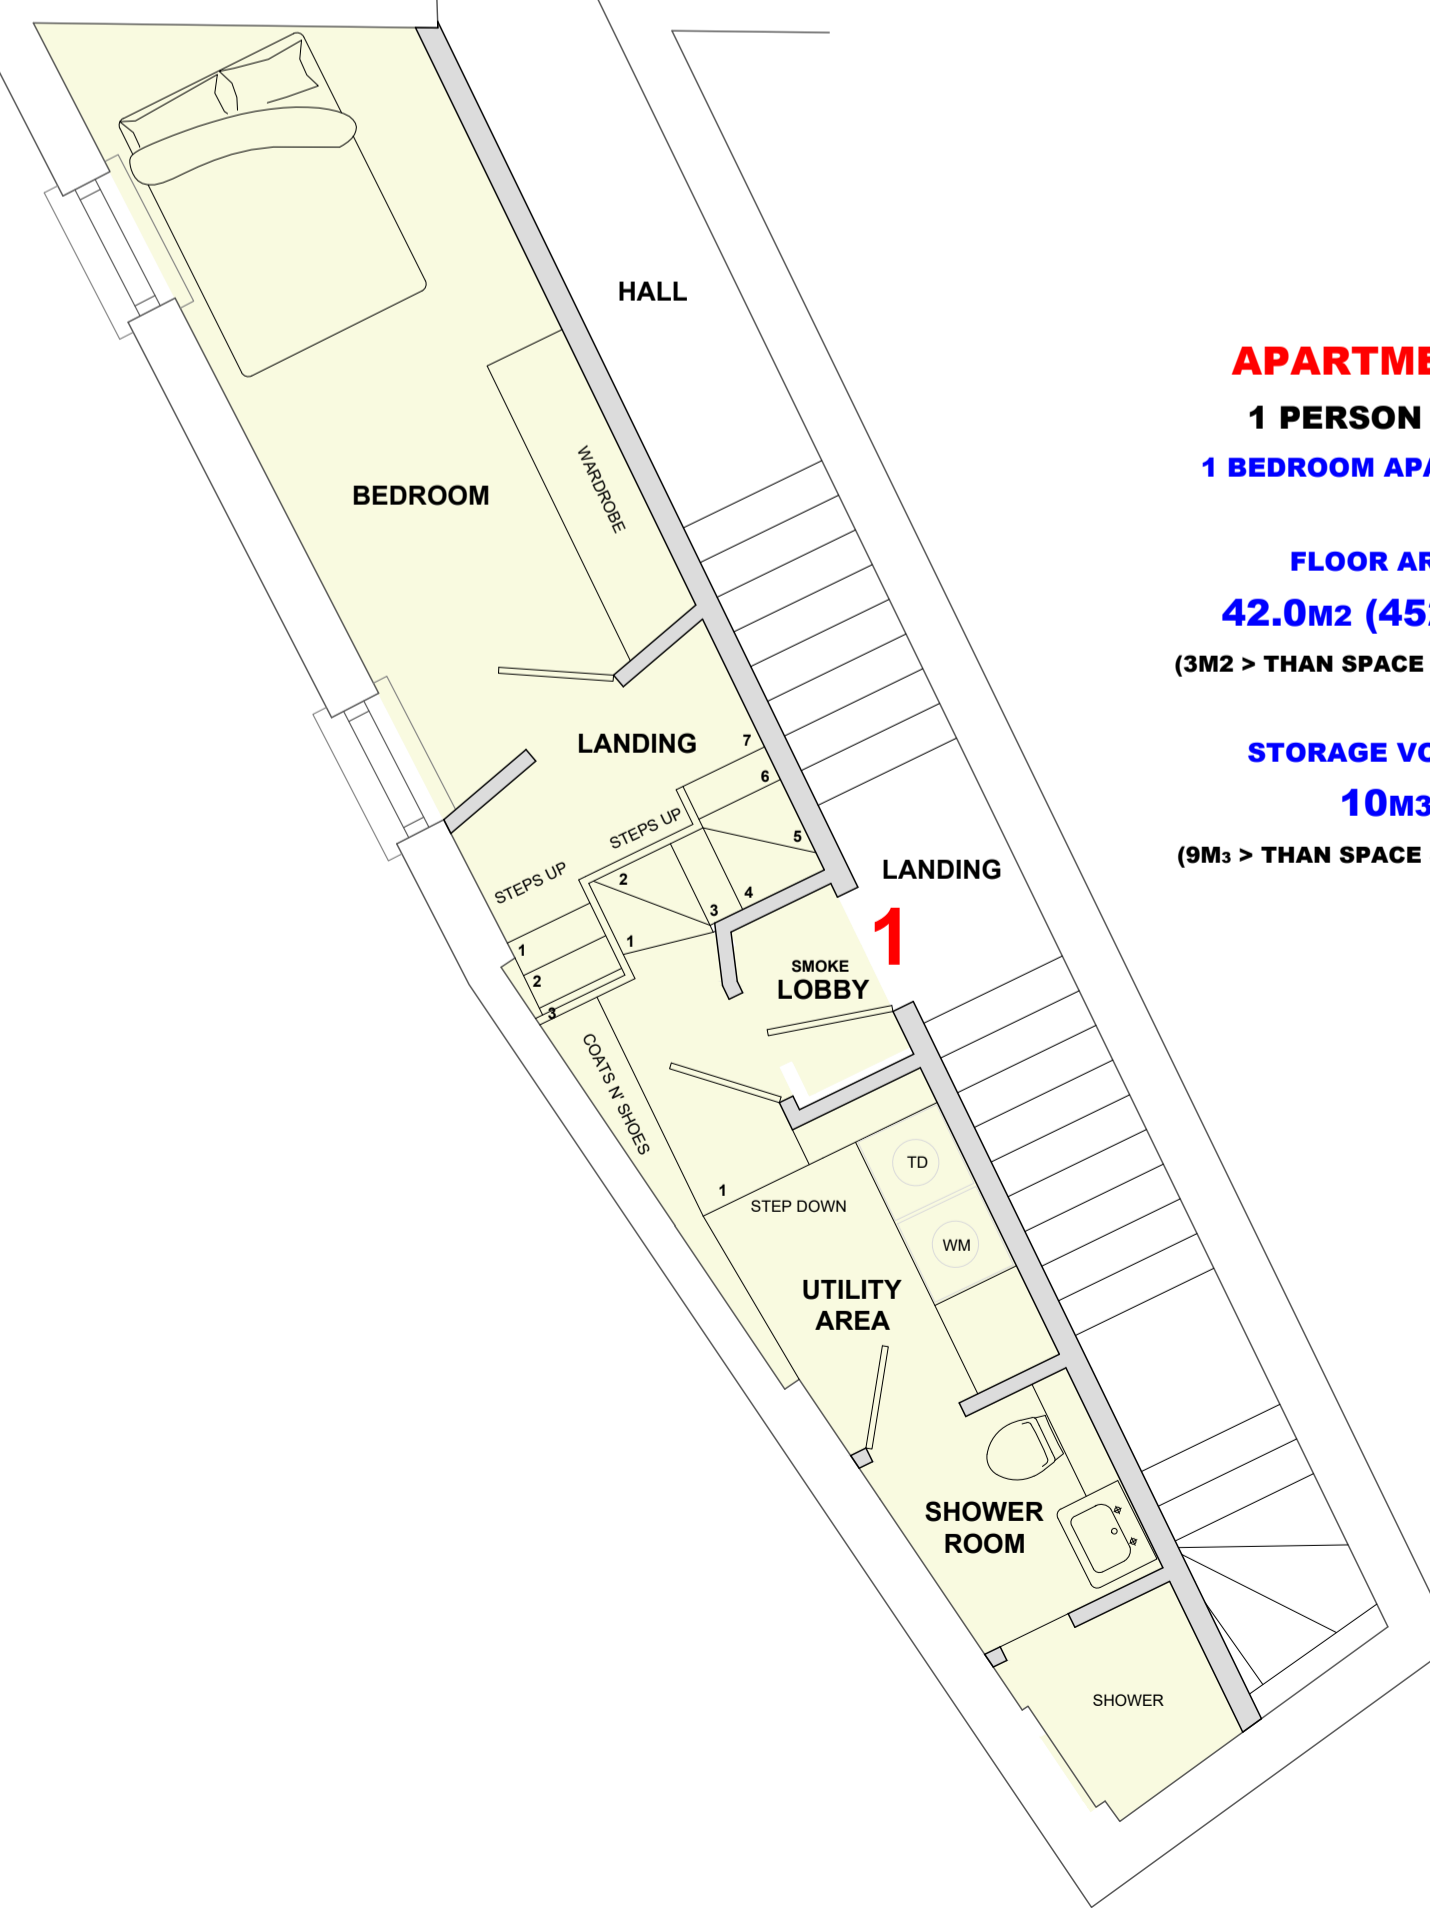 HALL
APARTME
1 PERSON
1 BEDROOM APA
FLOOR AR
42.0M2 (45
(3M2 > THAN SPACE
STORAGE VO
10M3
(9M3 > THAN SPACE
BEDROOM
WARDROBE
LANDING
7
6
5
4
3
2
1
STEPS UP
STEPS UP
1
2
3
LANDING
1
SMOKE
LOBBY
COATS N' SHOES
1
STEP DOWN
TD
WM
UTILITY
AREA
SHOWER
ROOM
SHOWER